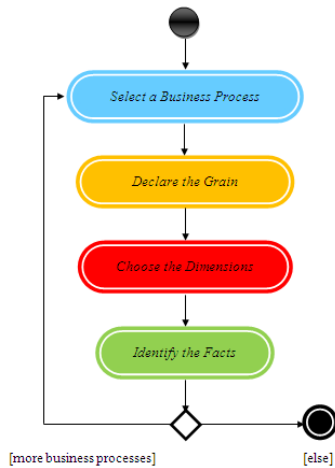 Select a Business Process
Declare the Grain
Choose the Dimensions
Identify the Facts
[more business processes]
[else]